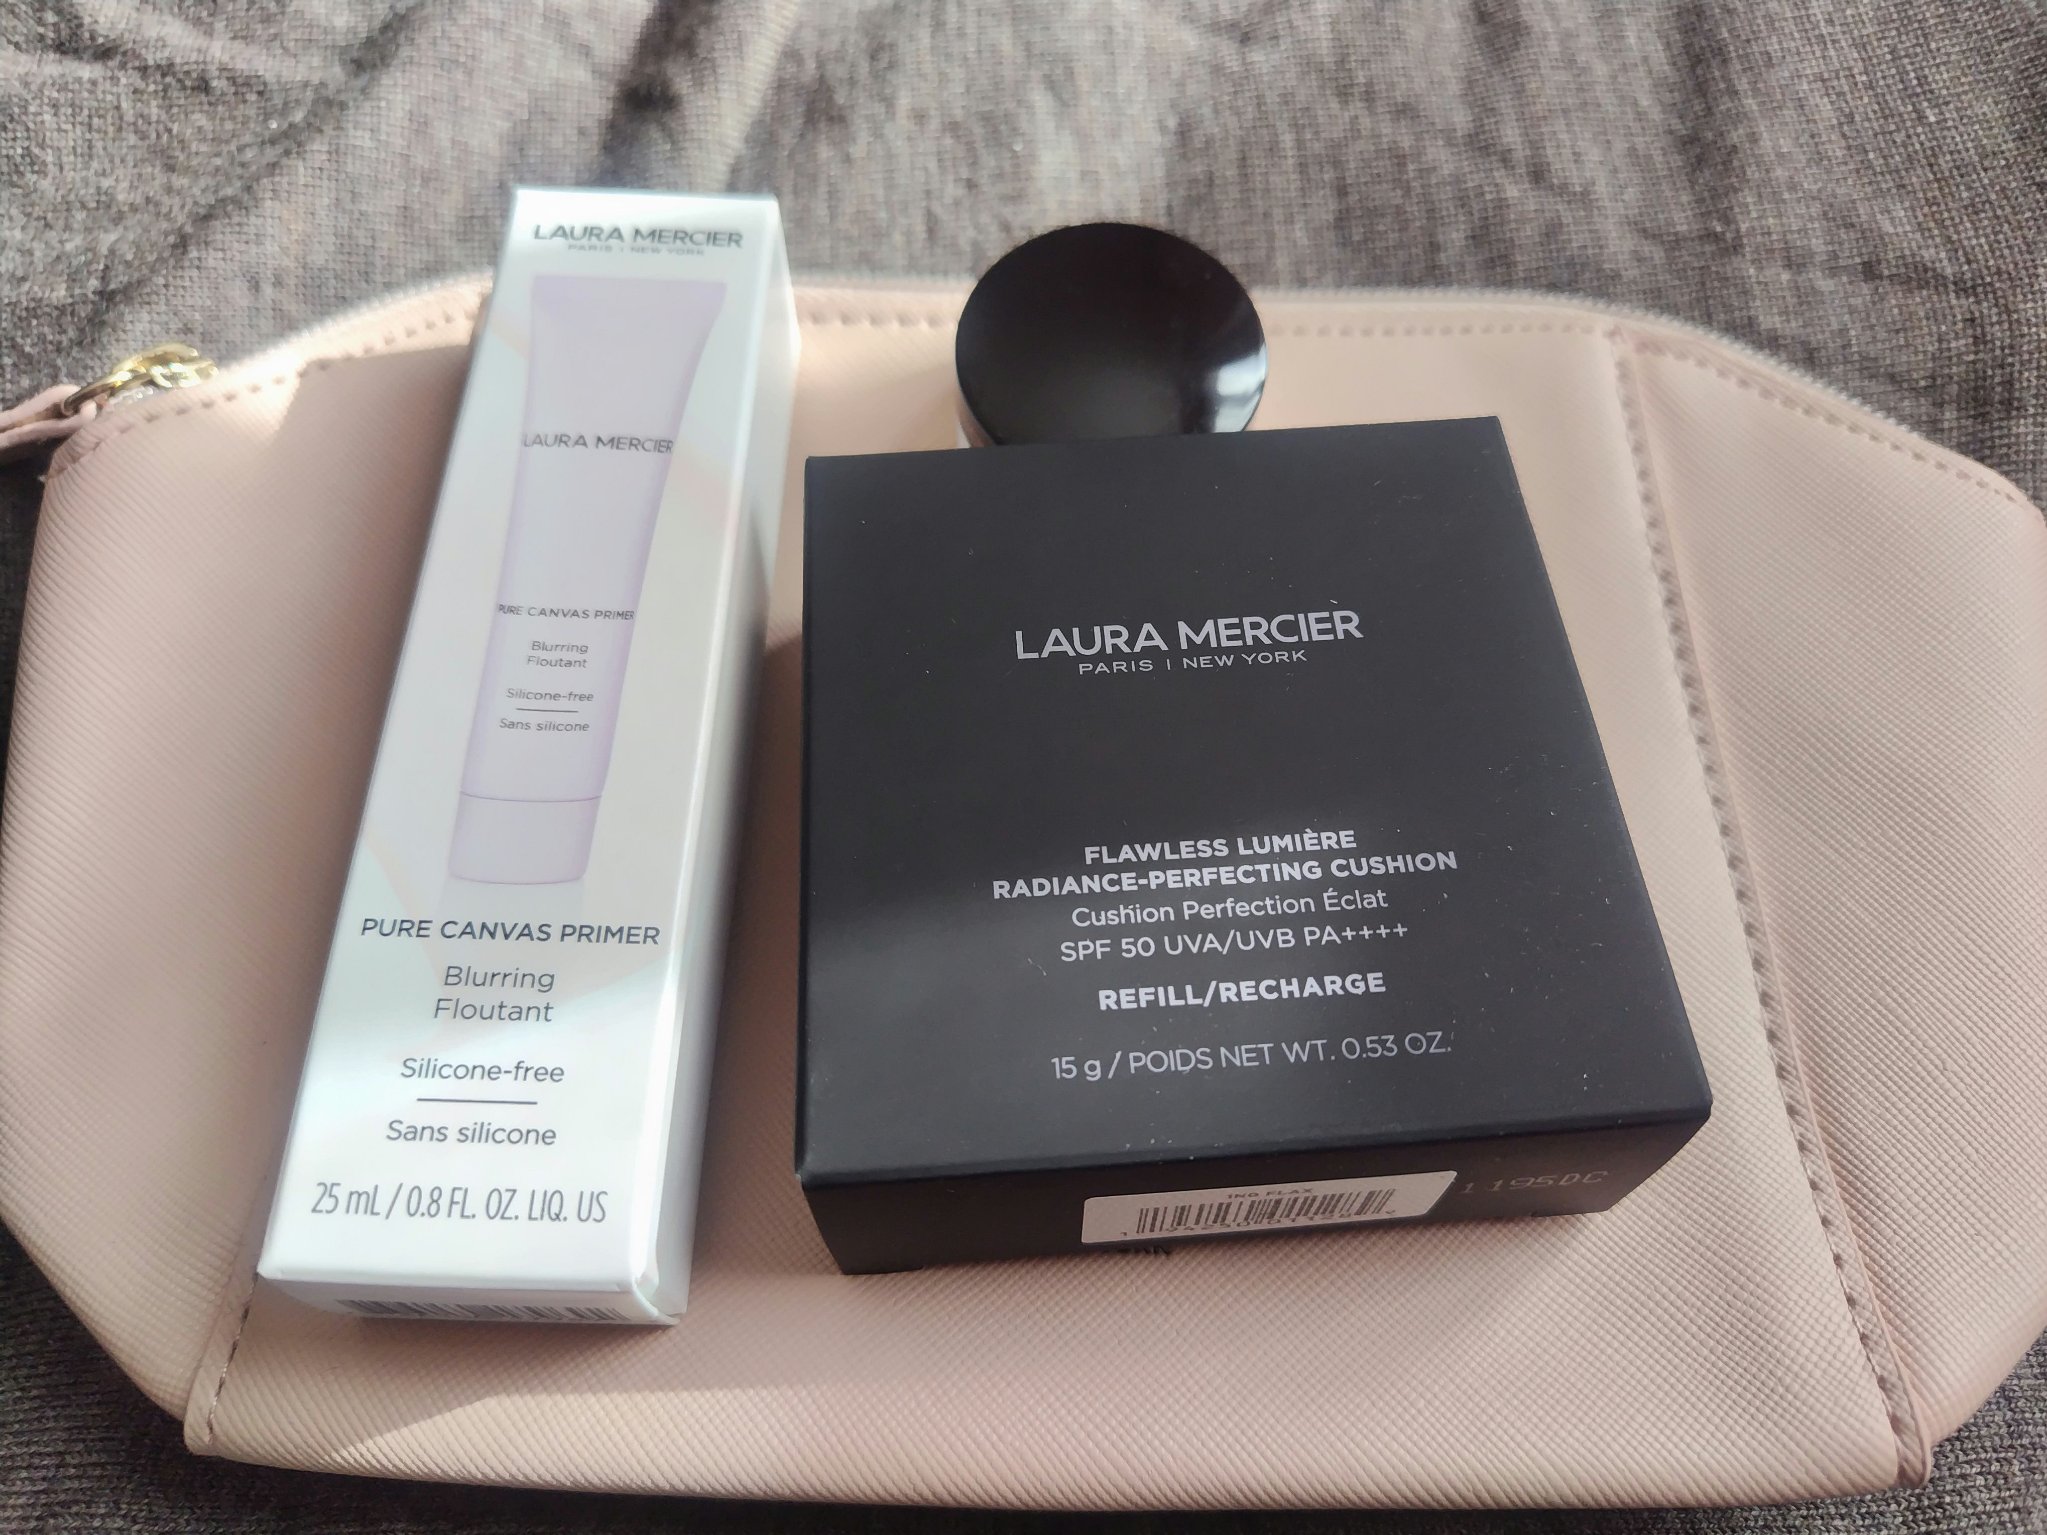 LAURA MERCIER
PARIS | NEW YORK
LAURA MERCIER
PURE CANVAS PRIMER
Blurring
Floutant
Silicone-free
Sans silicone
PURE CANVAS PRIMER
Blurring
Floutant
Silicone-free
Sans silicone
25 mL / 0.8 FL. OZ. LIQ. US
LAURA MERCIER
PARIS | NEW YORK
FLAWLESS LUMIÈRE
RADIANCE-PERFECTING CUSHION
Cushion Perfection Éclat
SPF 50 UVA/UVB PA++++
REFILL/RECHARGE
15 g / POIDS NET WT. 0.53 OZ.
FLAX